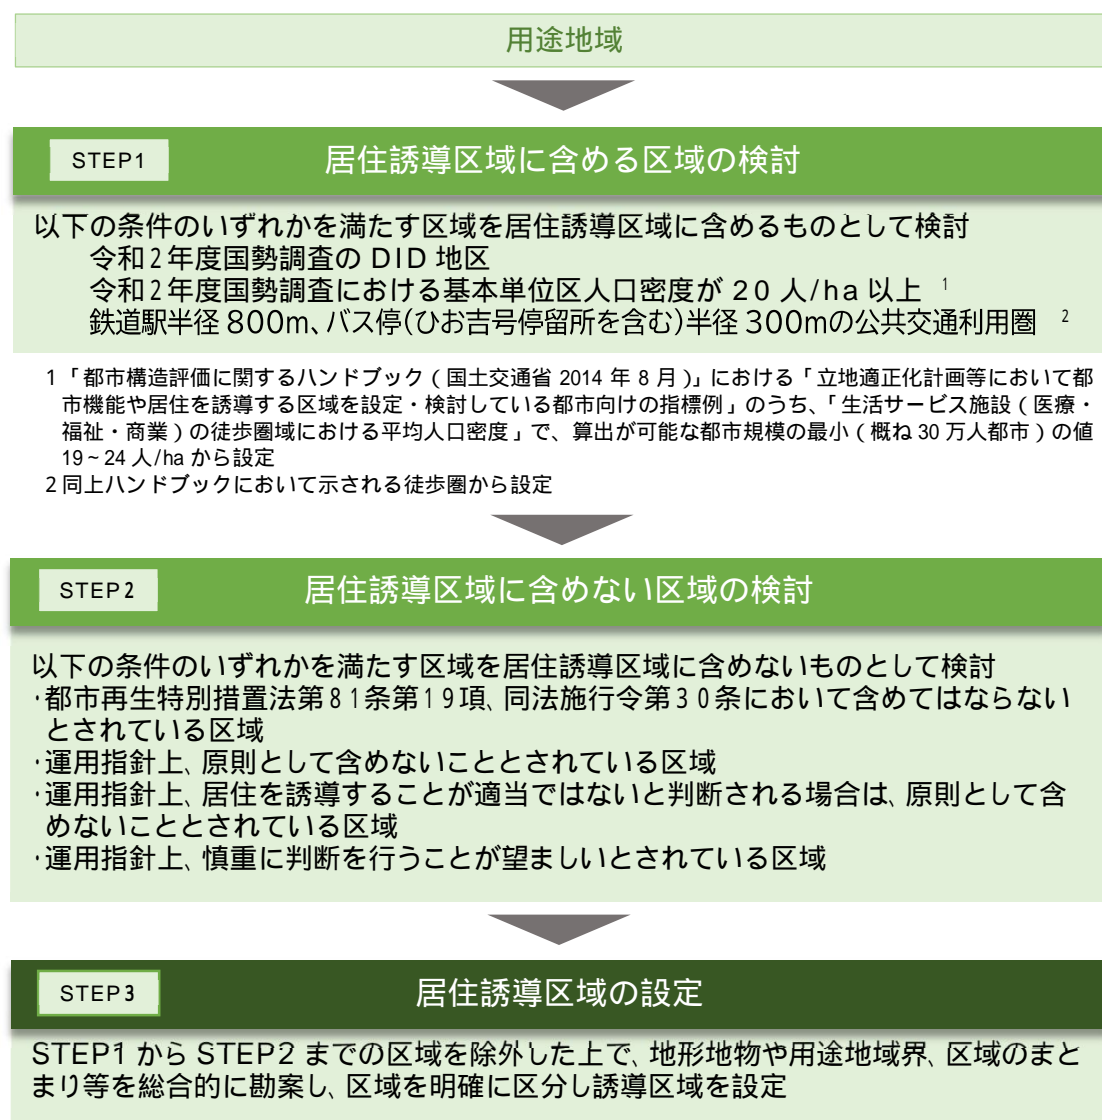 用途地域
STEP1
居住誘導区域に含める区域の検討
以下の条件のいずれかを満たす区域を居住誘導区域に含めるものとして検討
令和2年度国勢調査の DID 地区
令和2年度国勢調査における基本単位区人口密度が 20 人/ha 以上 1
鉄道駅半径 800m、バス停(ひお吉号停留所を含む)半径 300mの公共交通利用圏 2
1「都市構造評価に関するハンドブック(国土交通省 2014 年 8 月)」における「立地適正化計画等において都
市機能や居住を誘導する区域を設定・検討している都市向けの指標例」のうち、「生活サービス施設(医療・
福祉・商業)の徒歩圏域における平均人口密度」で、算出が可能な都市規模の最小(概ね 30 万人都市)の値
19~24 人/ha から設定
2 同上ハンドブックにおいて示される徒歩圏から設定
STEP2
居住誘導区域に含めない区域の検討
以下の条件のいずれかを満たす区域を居住誘導区域に含めないものとして検討
・都市再生特別措置法第81条第19項、同法施行令第30条において含めてはならない
とされている区域
・運用指針上、原則として含めないこととされている区域
・運用指針上、居住を誘導することが適当ではないと判断される場合は、原則として含
めないこととされている区域
・運用指針上、慎重に判断を行うことが望ましいとされている区域
STEP3
居住誘導区域の設定
STEP1 から STEP2 までの区域を除外した上で、地形地物や用途地域界、区域のまと
まり等を総合的に勘案し、区域を明確に区分し誘導区域を設定